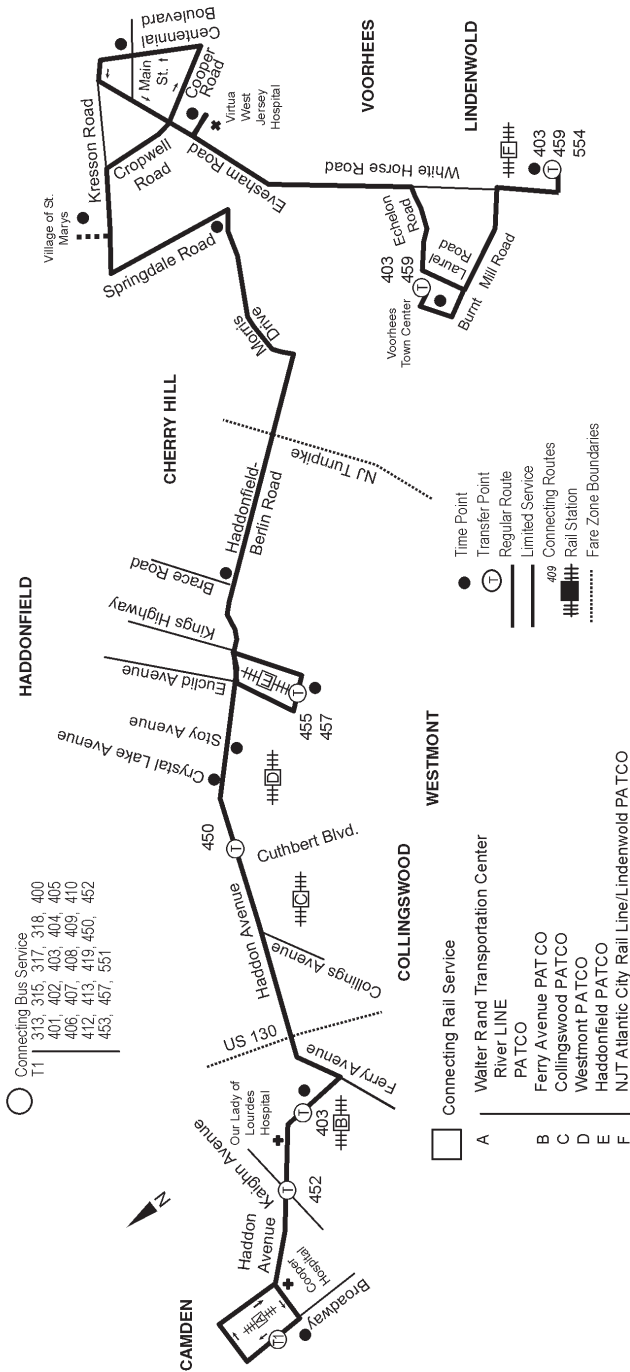 CAMDEN
HADDONFIELD
CHERRY HILL
VOORHEES
LINDENWOLD
COLLINGSWOOD
WESTMONT
N
Connecting Bus Service
T1
313, 315, 317, 318, 400
401, 402, 403, 404, 405
406, 407, 408, 409, 410
412, 413, 419, 450, 452
453, 457, 551
T1
A
Broadway
Cooper
Hospital
Haddon
Avenue
Kaighn Avenue
T
452
Our Lady of
Lourdes
Hospital
T
403
B
Ferry Avenue
US 130
Haddon Avenue
Collings Avenue
C
450
T
Cuthbert Blvd.
D
Crystal Lake Avenue
Stoy Avenue
Euclid Avenue
E
T
455
457
Kings Highway
Brace Road
Haddonfield-
Berlin Road
NJ Turnpike
Morris
Drive
Springdale Road
Village of St.
Marys
Kresson Road
Cropwell
Road
Main
St.
Centennial
Boulevard
Cooper
Road
Virtua
West
Jersey
Hospital
Evesham Road
White Horse Road
Echelon
Road
Laurel
Road
Burnt Mill Road
403
459
T
Voorhees
Town Center
F
T
403
459
554
Connecting Rail Service
A Walter Rand Transportation Center
River LINE
PATCO
B Ferry Avenue PATCO
C Collingswood PATCO
D Westmont PATCO
E Haddonfield PATCO
F NJT Atlantic City Rail Line/Lindenwold PATCO
Time Point
T Transfer Point
Regular Route
Limited Service
409 Connecting Routes
Rail Station
Fare Zone Boundaries